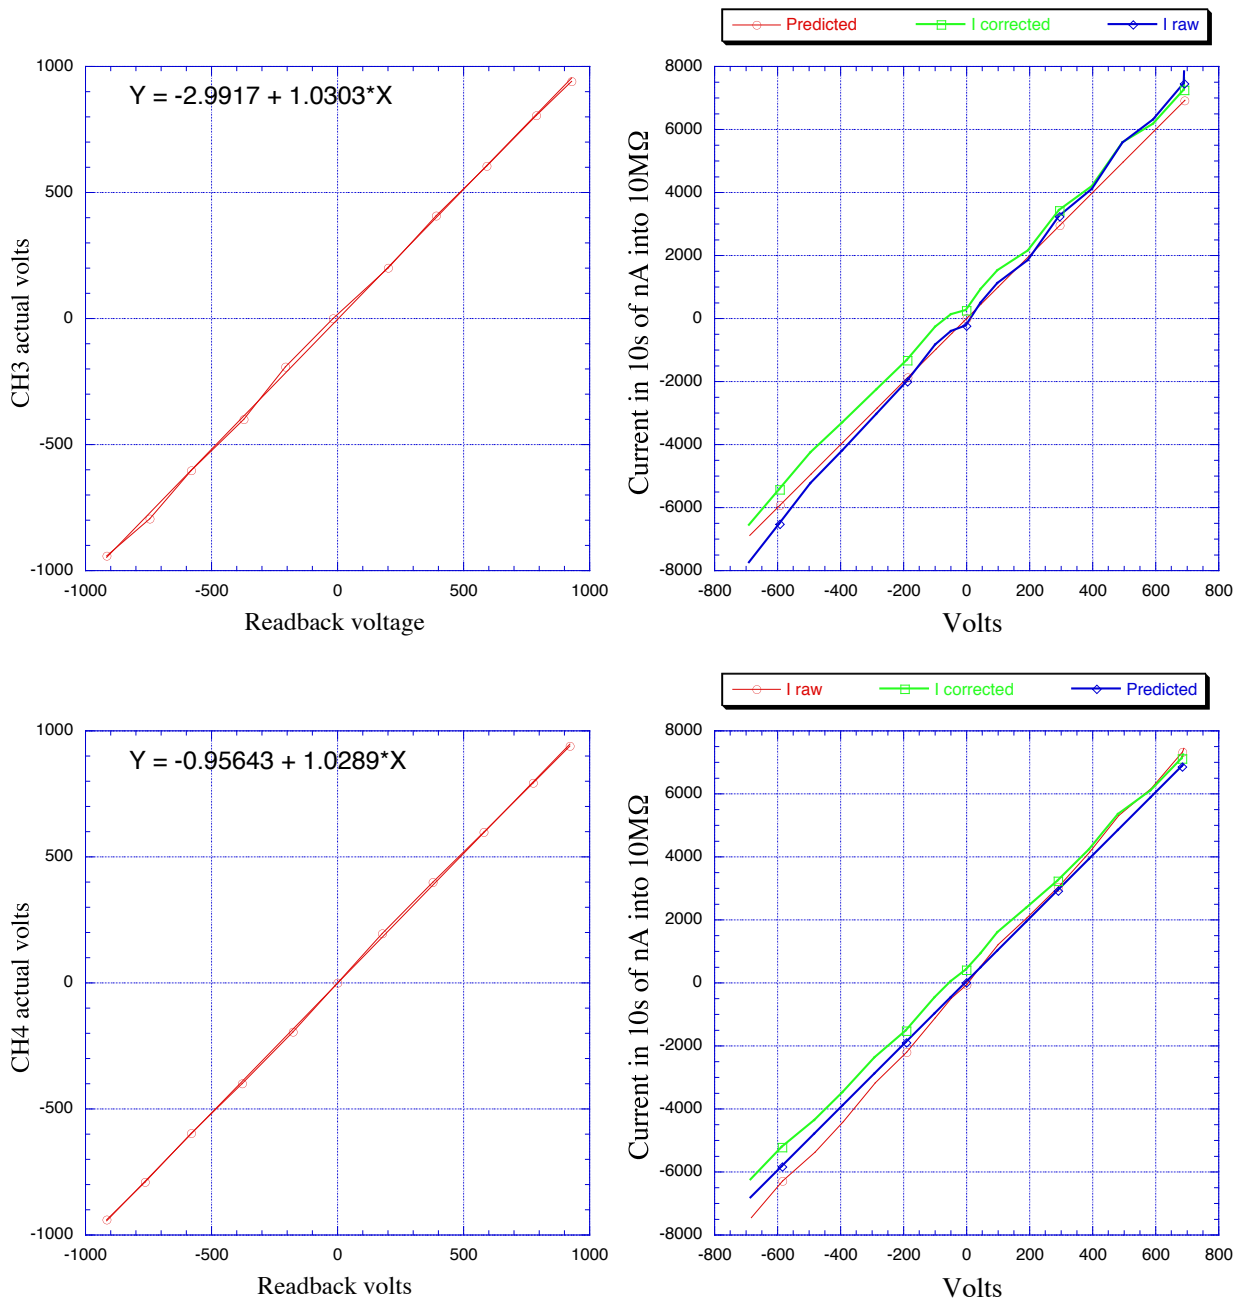 Predicted I corrected I raw
Y = -2.9917 + 1.0303*X
1000
500
0
-500
-1000
-1000 -500 0 500 1000
CH3 actual volts
Readback voltage
8000
6000
4000
2000
0
-2000
-4000
-6000
-8000
-800 -600 -400 -200 0 200 400 600 800
Current in 10s of nA into 10MΩ
Volts
I raw I corrected Predicted
Y = -0.95643 + 1.0289*X
1000
500
0
-500
-1000
-1000 -500 0 500 1000
CH4 actual volts
Readback volts
8000
6000
4000
2000
0
-2000
-4000
-6000
-8000
-800 -600 -400 -200 0 200 400 600 800
Current in 10s of nA into 10MΩ
Volts